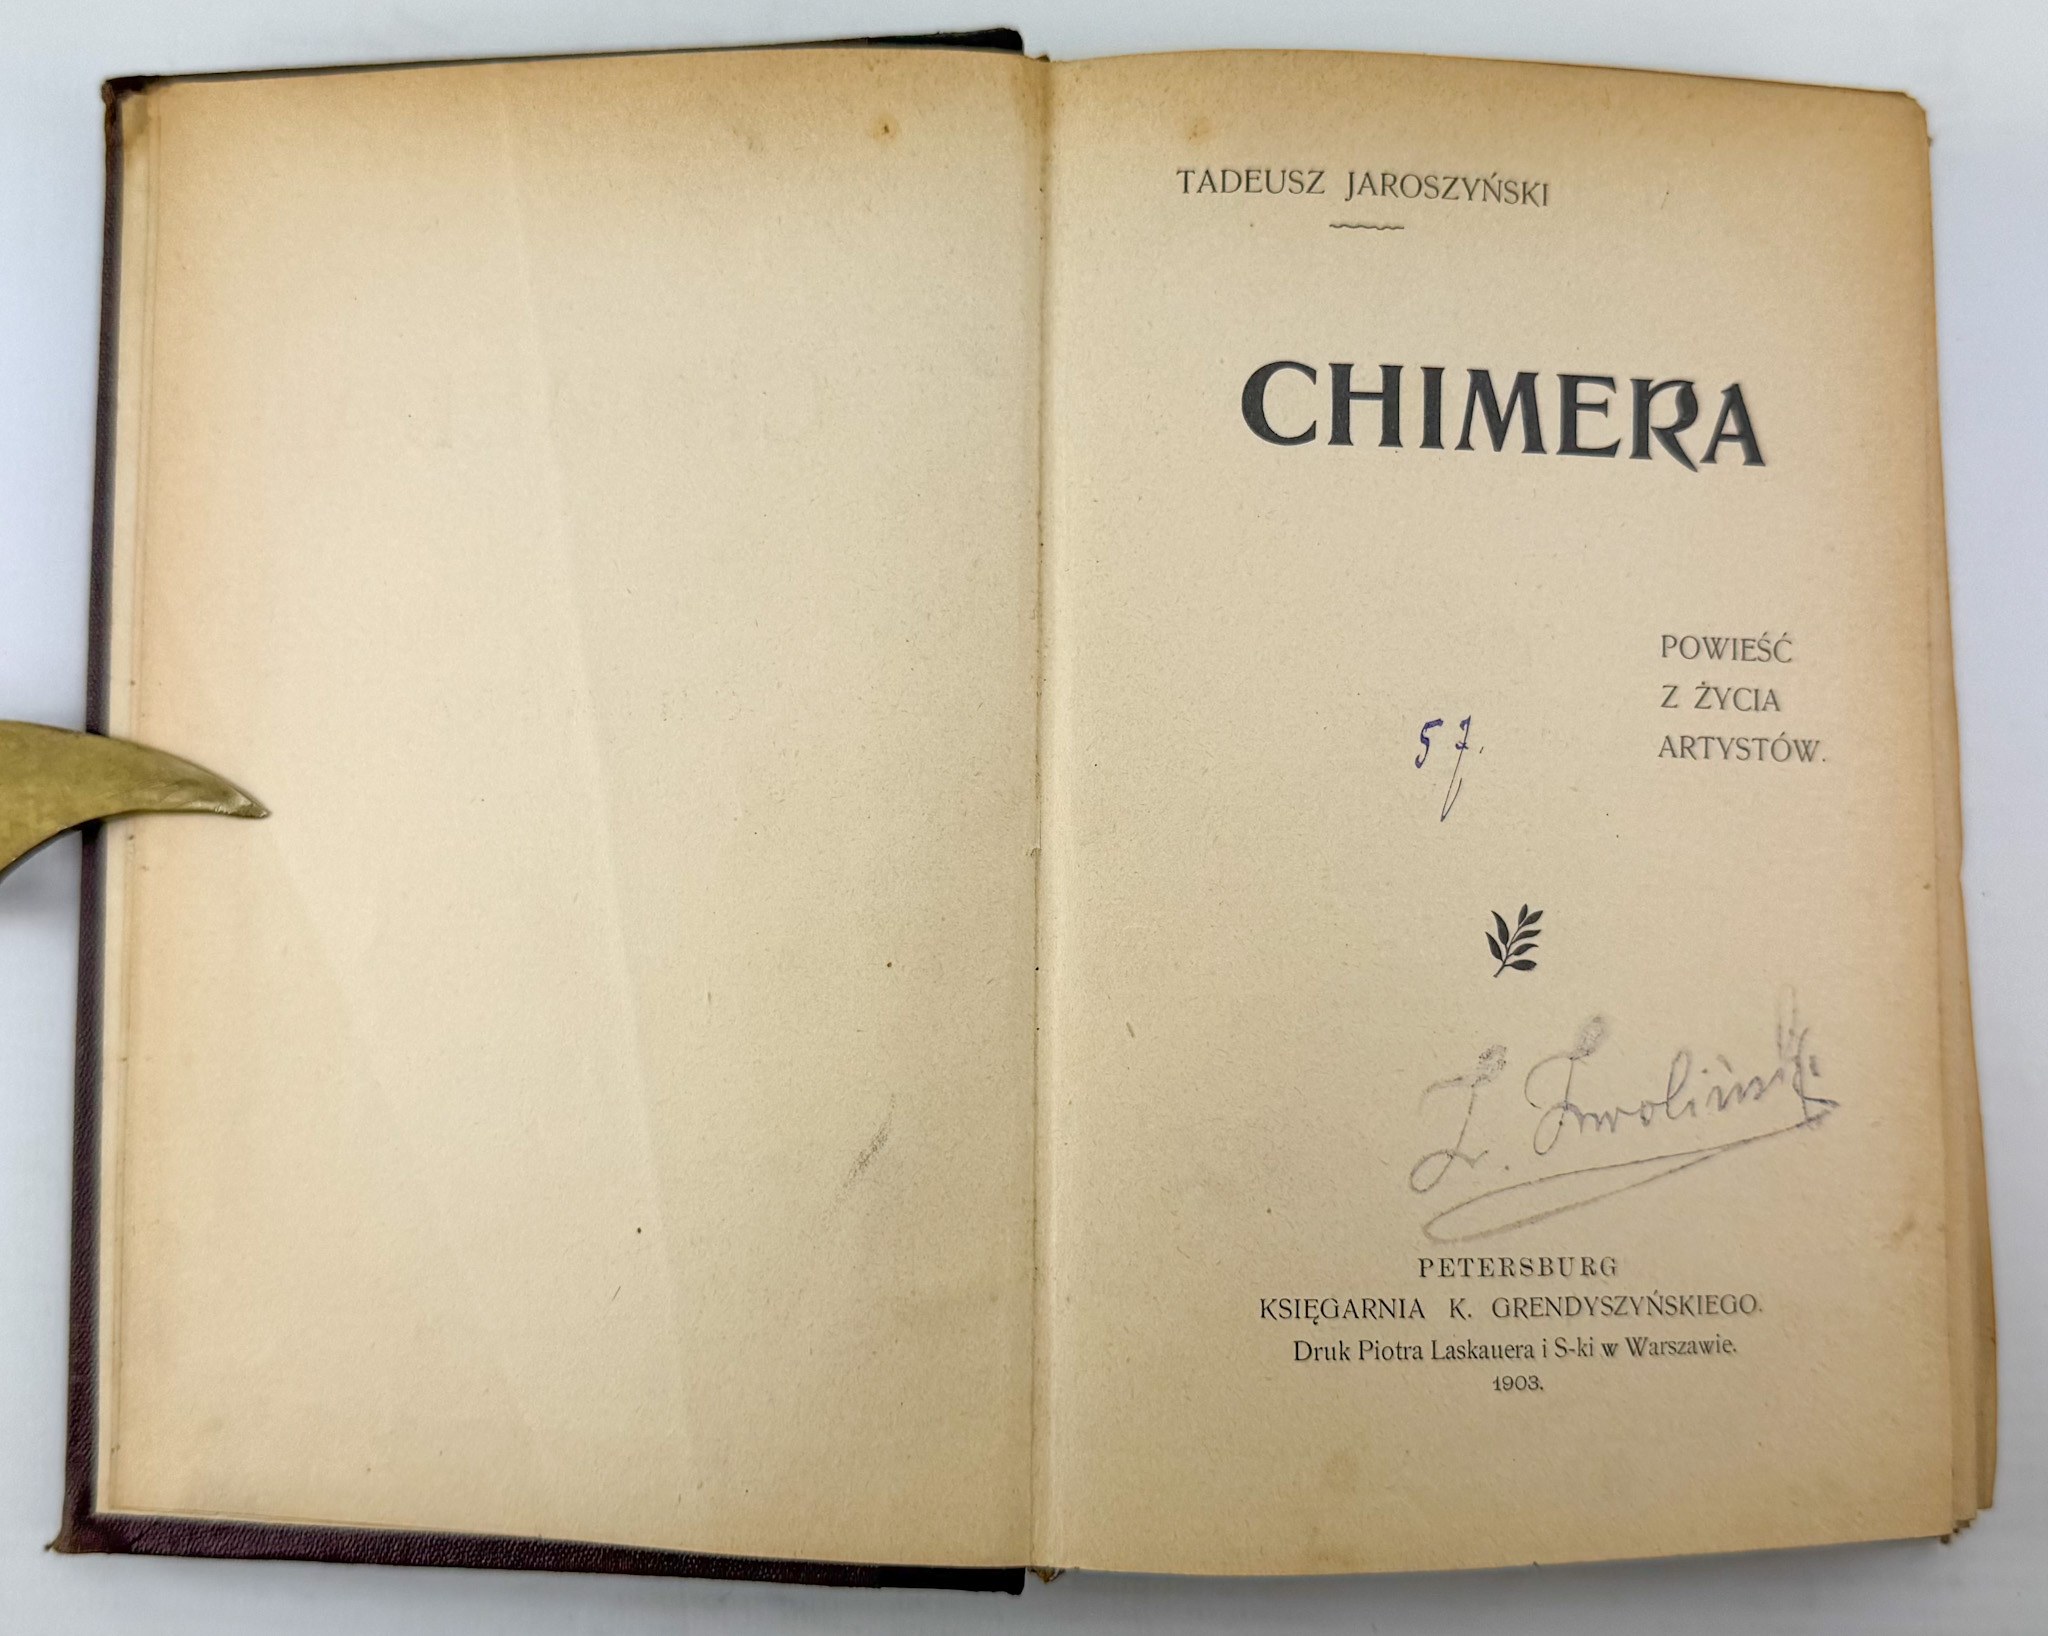 TADEUSZ JAROSZYŃSKI
CHIMERA
POWIEŚĆ
Z ŻYCIA
ARTYSTÓW.
57.
PETERSBURG
KSIĘGARNIA K. GRENDYSZYŃSKIEGO.
Druk Piotra Laskauera i S-ki w Warszawie.
1903.